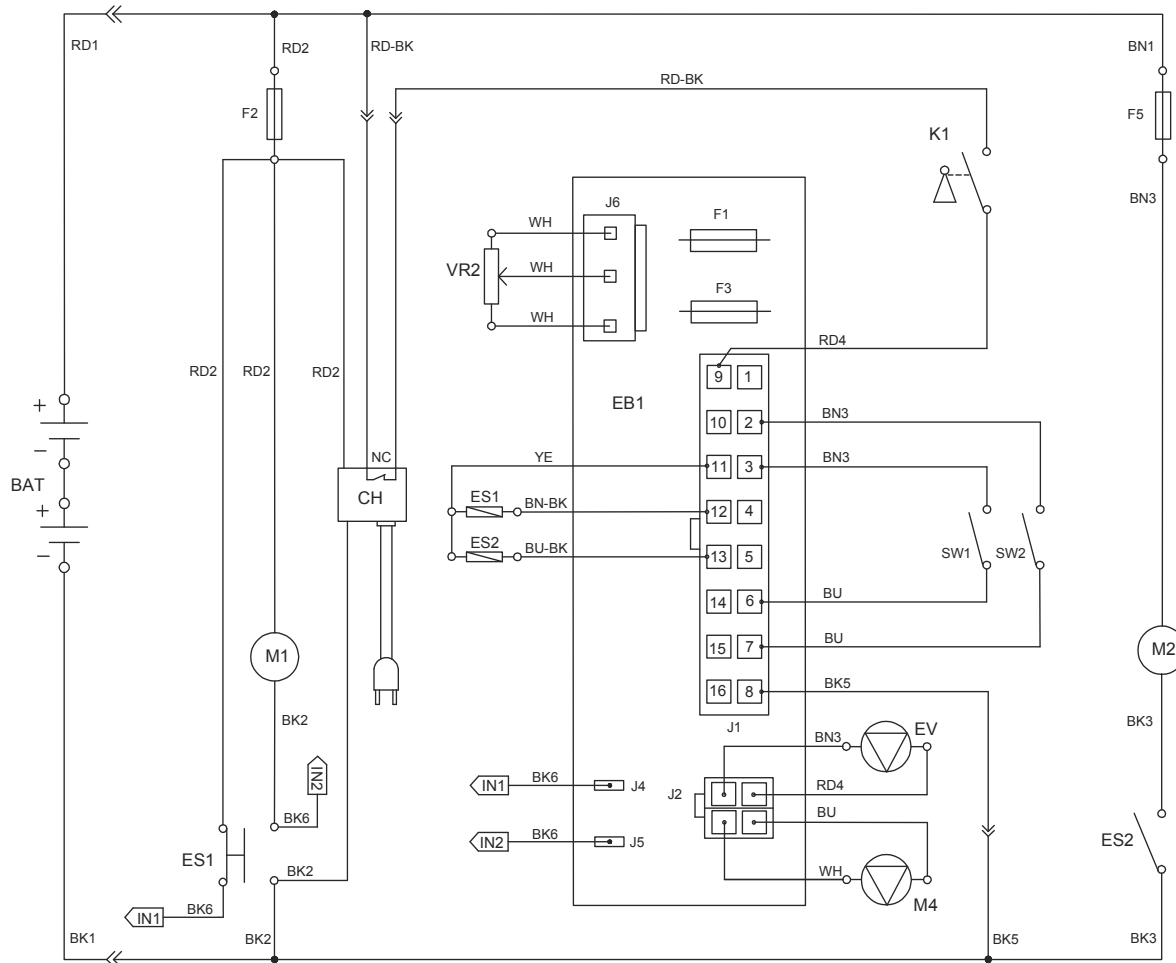 RD1
RD2
RD-BK
BN1
RD-BK
F2
F5
K1
BN3
J6
F1
WH
VR2
WH
F3
WH
RD4
RD2
RD2
RD2
9 1
EB1
+
10 2
BN3
−
NC
YE
11 3
BN3
BAT
CH
ES1
BN-BK
12 4
+
ES2
BU-BK
13 5
SW1
SW2
−
14 6
BU
M1
15 7
BU
M2
16 8
BK5
BK2
J1
BN3
EV
BK3
IN2
IN1
BK6
J4
J2
RD4
BK6
BU
ES1
IN2
BK6
J5
ES2
BK2
WH
M4
IN1
BK6
BK1
BK2
BK5
BK3